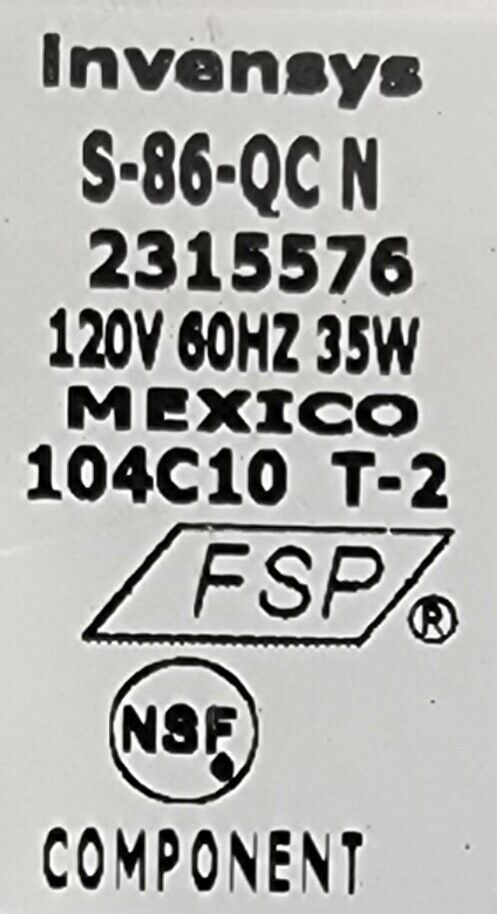 Invensys
S-86-QC N
2315576
120V 60HZ 35W
MEXICO
104C10 T-2
FSP®
NSF
COMPONENT